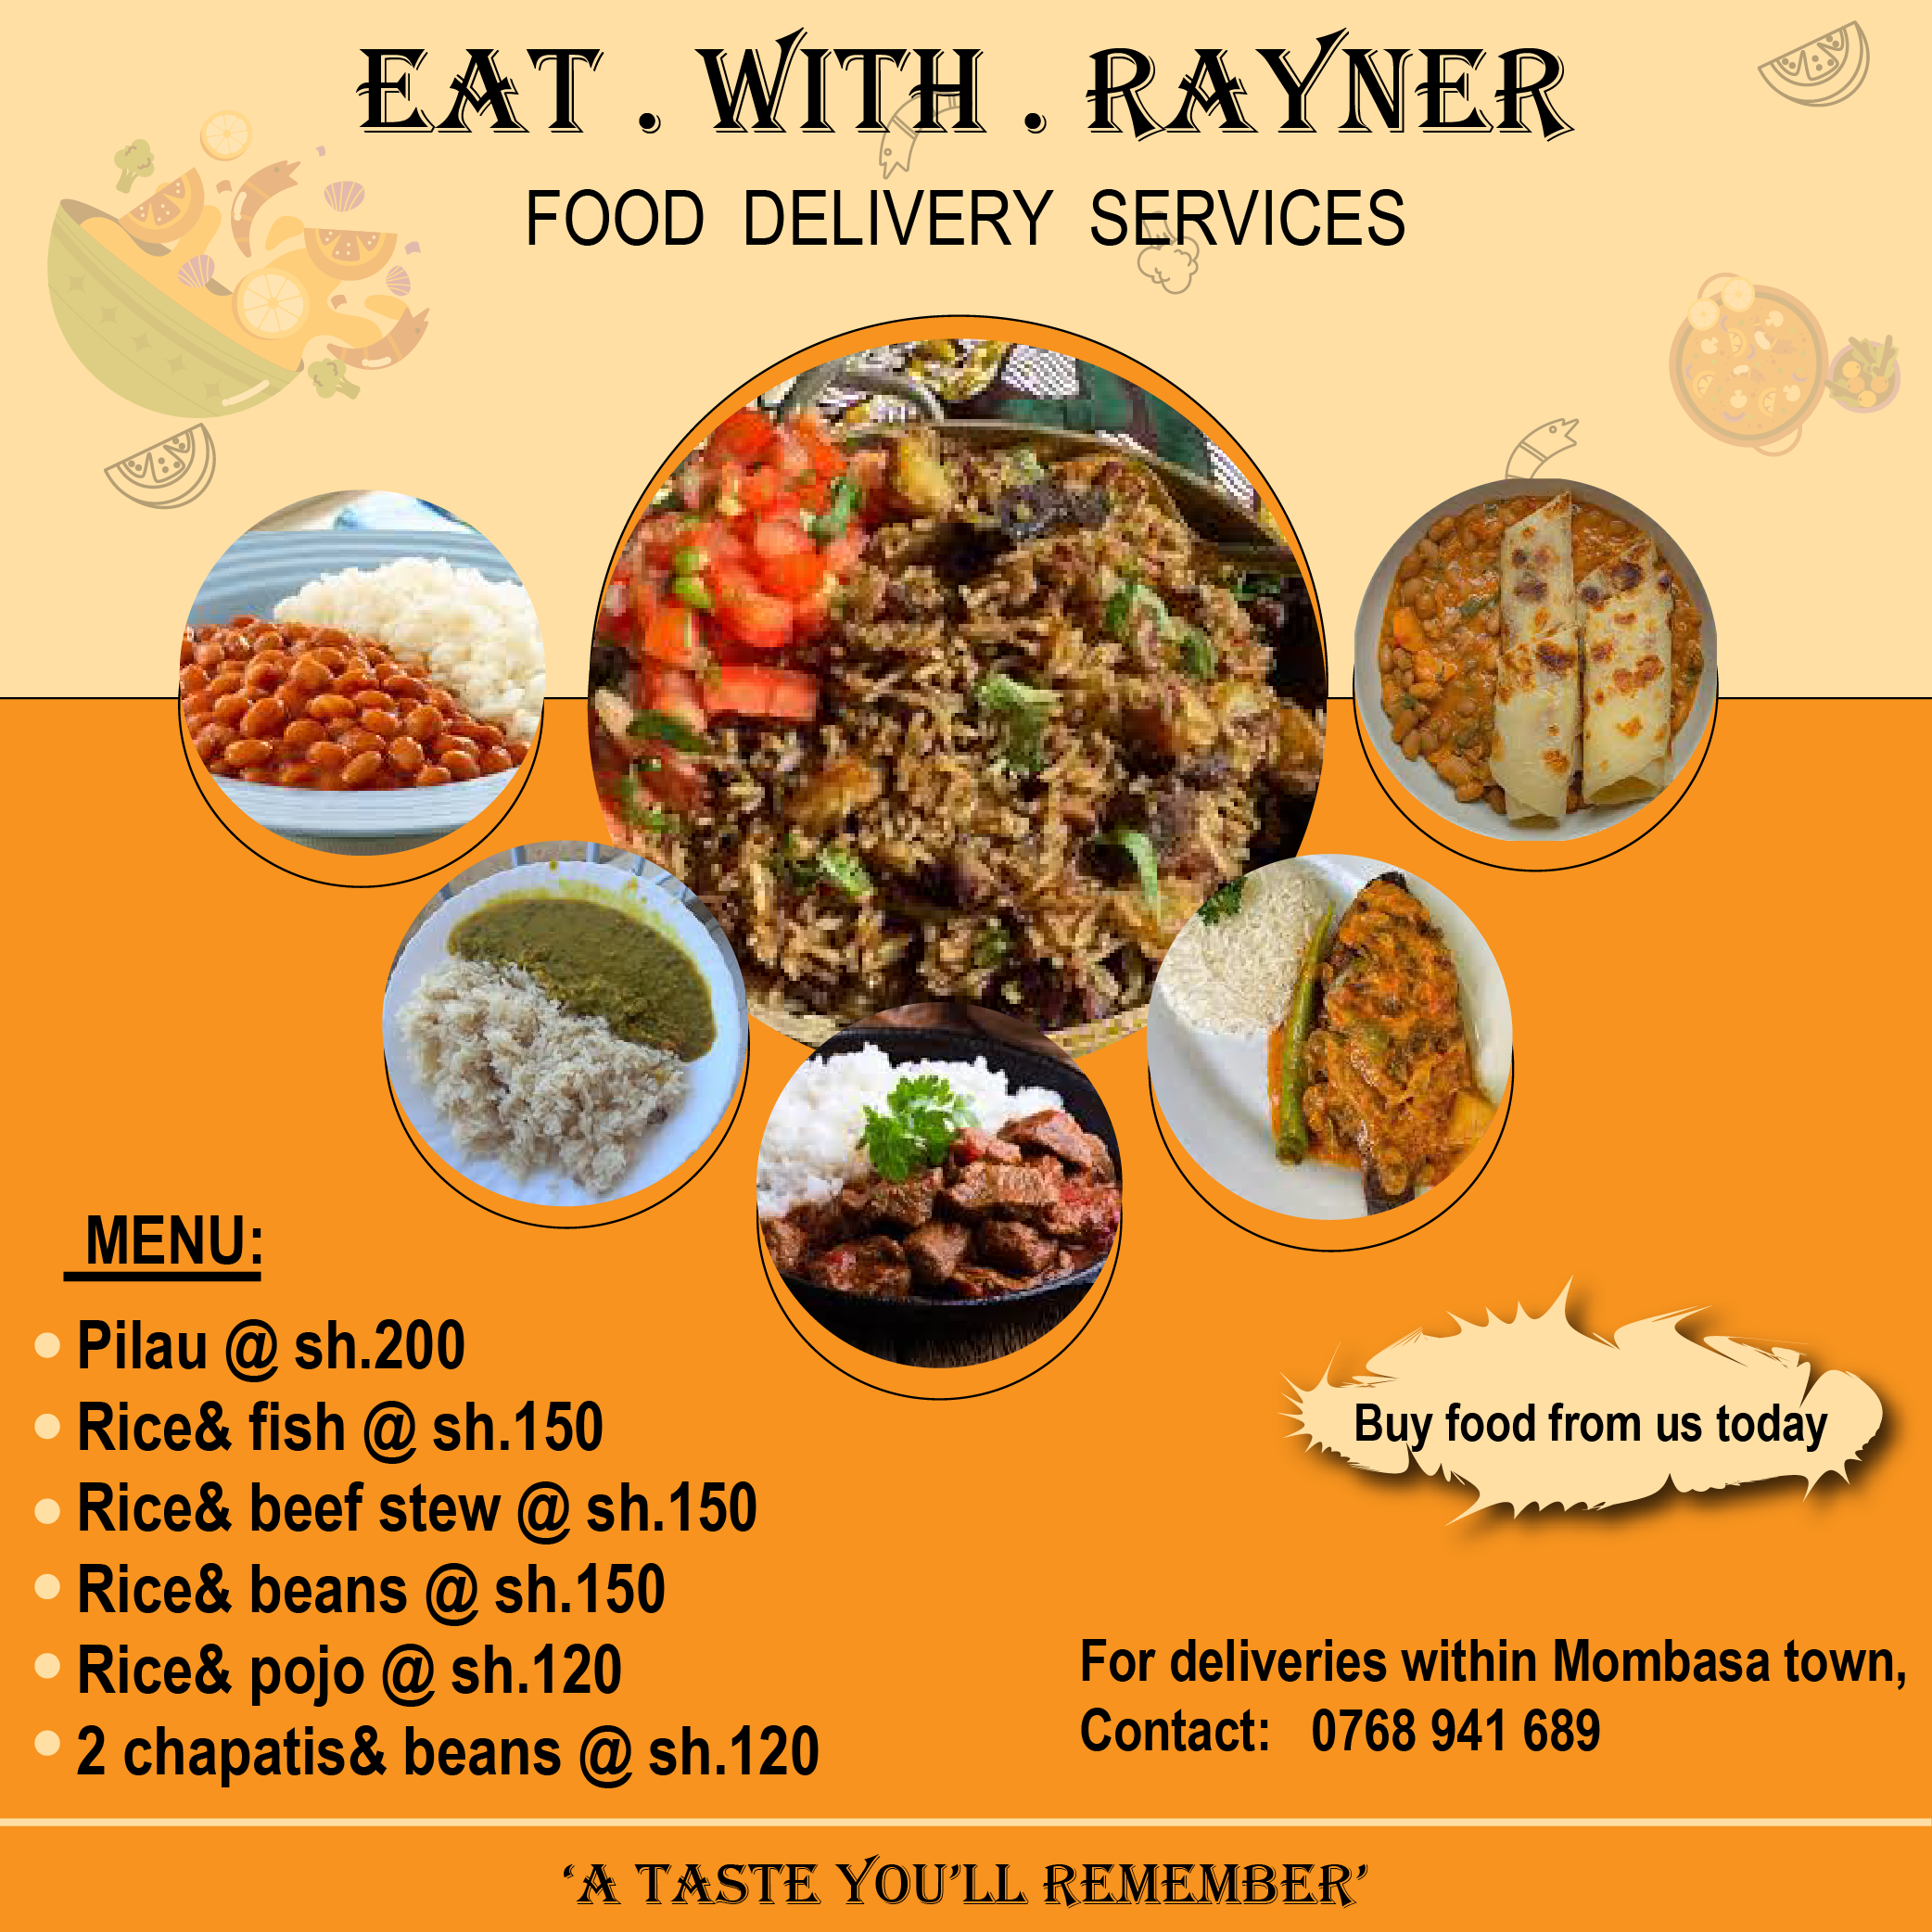 EAT . WITH . RAYNER
FOOD DELIVERY SERVICES
MENU:
Pilau @ sh.200
Rice& fish @ sh.150
Rice& beef stew @ sh.150
Rice& beans @ sh.150
Rice& pojo @ sh.120
2 chapatis& beans @ sh.120
Buy food from us today
For deliveries within Mombasa town,
Contact: 0768 941 689
‘A TASTE YOU’LL REMEMBER’